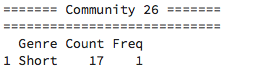 ======= Community 26 =======
============================
  Genre Count Freq
1 Short    17    1